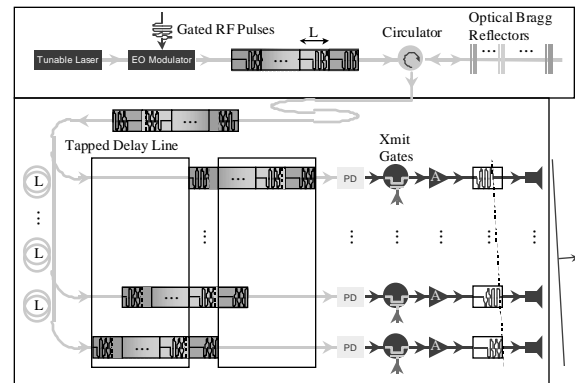 Gated RF Pulses
L
Circulator
Optical Bragg
Reflectors
...
...
Tunable Laser
EO Modulator
...
...
Tapped Delay Line
Xmit
Gates
L
...
PD
A
...
...
...
...
...
L
...
PD
A
L
...
PD
A